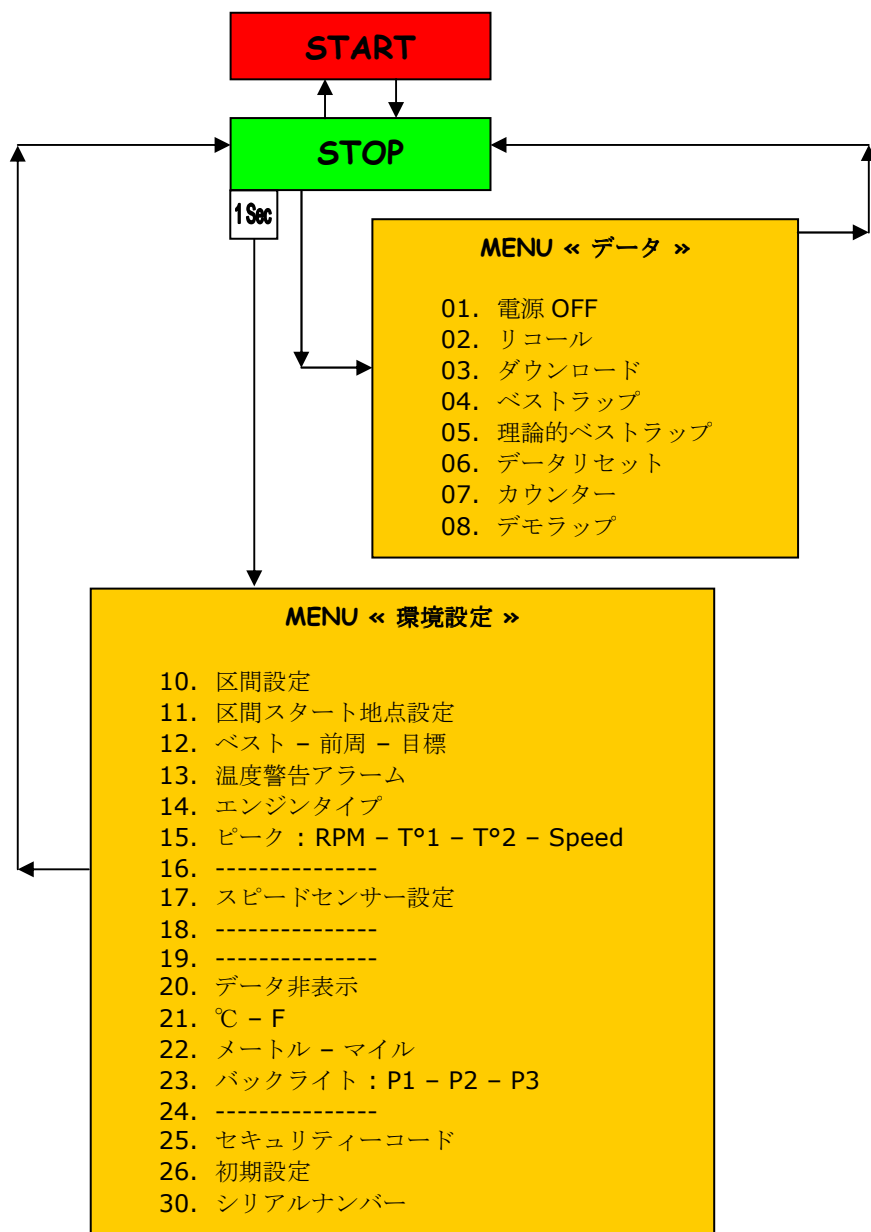 START
STOP
1 Sec
MENU « データ »
01. 電源 OFF
02. リコール
03. ダウンロード
04. ベストラップ
05. 理論的ベストラップ
06. データリセット
07. カウンター
08. デモラップ
MENU « 環境設定 »
10. 区間設定
11. 区間スタート地点設定
12. ベスト – 前周 – 目標
13. 温度警告アラーム
14. エンジンタイプ
15. ピーク : RPM – T°1 – T°2 – Speed
16. ---------------
17. スピードセンサー設定
18. ---------------
19. ---------------
20. データ非表示
21. ℃ – F
22. メートル – マイル
23. バックライト : P1 – P2 – P3
24. ---------------
25. セキュリティーコード
26. 初期設定
30. シリアルナンバー